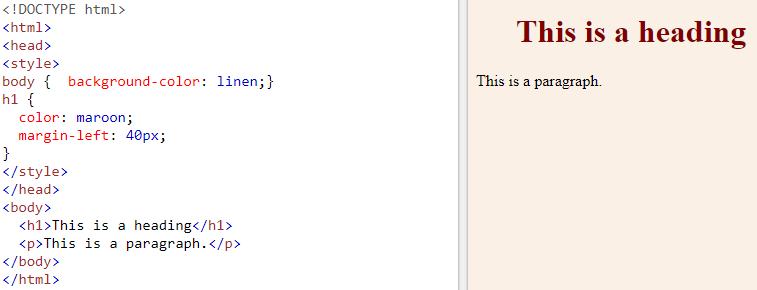 <!DOCTYPE html>
<html>
<head>
<style>
body {  background-color: linen;}
h1 {
  color: maroon;
  margin-left: 40px;
}
</style>
</head>
<body>
  <h1>This is a heading</h1>
  <p>This is a paragraph.</p>
</body>
</html>
This is a heading
This is a paragraph.